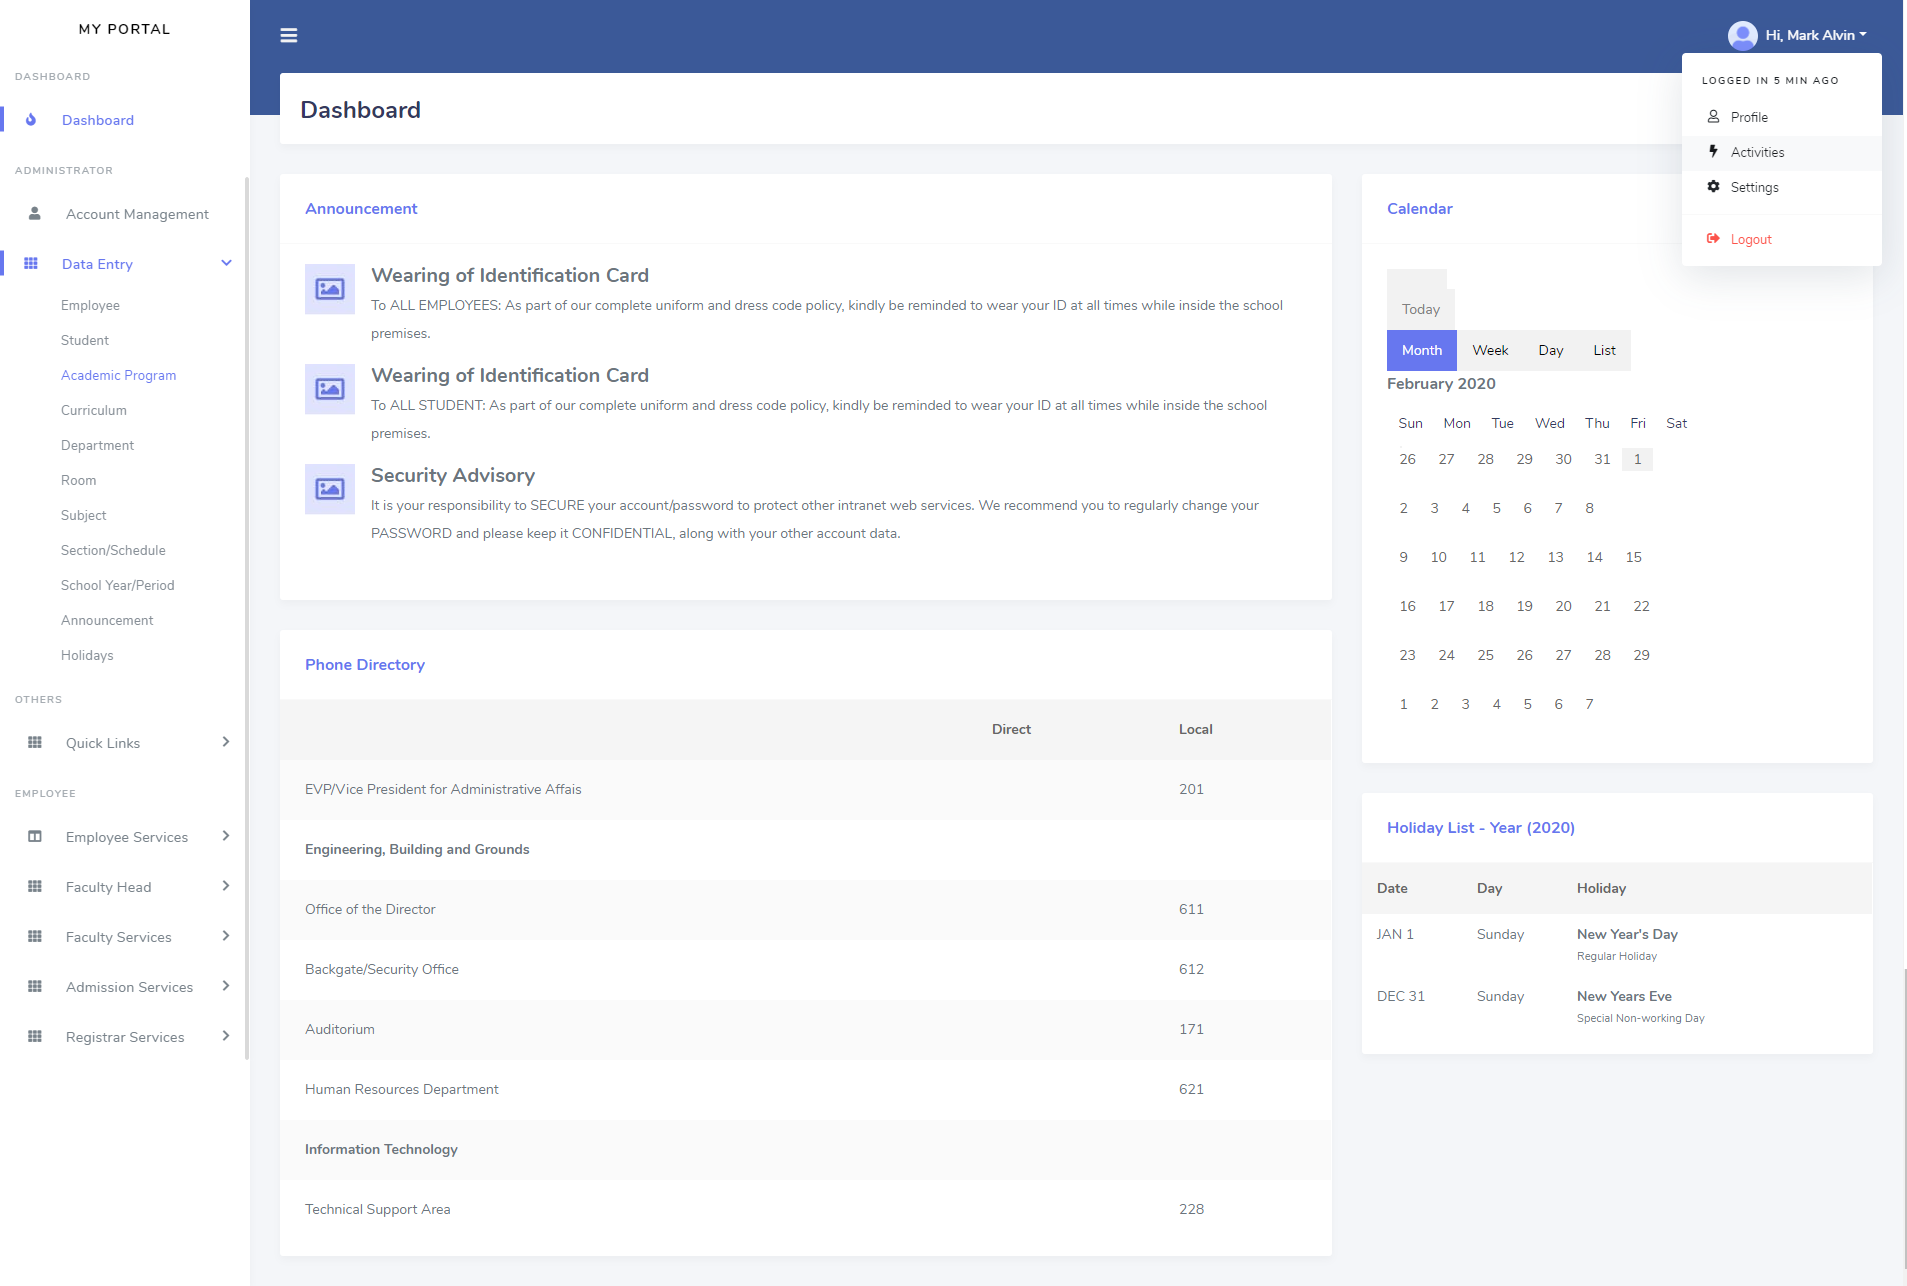 MY PORTAL
DASHBOARD
Dashboard
ADMINISTRATOR
Account Management
Data Entry
Employee
Student
Academic Program
Curriculum
Department
Room
Subject
Section/Schedule
School Year/Period
Announcement
Holidays
OTHERS
Quick Links
EMPLOYEE
Employee Services
Faculty Head
Faculty Services
Admission Services
Registrar Services
Hi, Mark Alvin
LOGGED IN 5 MIN AGO
Profile
Activities
Settings
Logout
Dashboard
Announcement
Wearing of Identification Card
To ALL EMPLOYEES: As part of our complete uniform and dress code policy, kindly be reminded to wear your ID at all times while inside the school
premises.
Wearing of Identification Card
To ALL STUDENT: As part of our complete uniform and dress code policy, kindly be reminded to wear your ID at all times while inside the school
premises.
Security Advisory
It is your responsibility to SECURE your account/password to protect other intranet web services. We recommend you to regularly change your
PASSWORD and please keep it CONFIDENTIAL, along with your other account data.
Phone Directory
Direct Local
EVP/Vice President for Administrative Affais 201
Engineering, Building and Grounds
Office of the Director 611
Backgate/Security Office 612
Auditorium 171
Human Resources Department 621
Information Technology
Technical Support Area 228
Calendar
Today
Month Week Day List
February 2020
Sun Mon Tue Wed Thu Fri Sat
26 27 28 29 30 31 1
2 3 4 5 6 7 8
9 10 11 12 13 14 15
16 17 18 19 20 21 22
23 24 25 26 27 28 29
1 2 3 4 5 6 7
Holiday List - Year (2020)
Date Day Holiday
JAN 1 Sunday New Year's Day
Regular Holiday
DEC 31 Sunday New Years Eve
Special Non-working Day